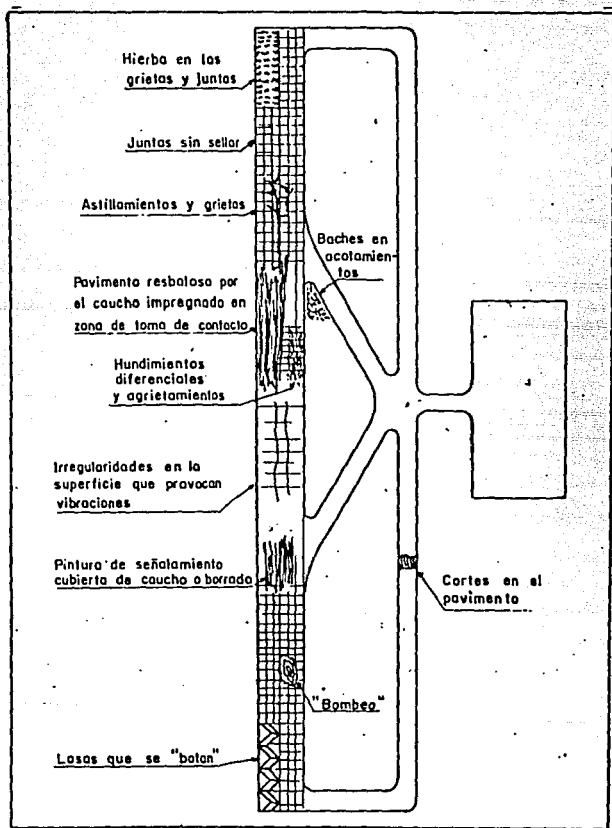 Hierba en las
grietas y juntas
Juntas sin sellar
Astillamientos y grietas
Baches en
acotamien-
tos
Pavimento resbaloso por
el caucho impregnado en
zona de toma de contacto
Hundimientos
diferenciales
y agrietamientos
Irregularidades en la
superficie que provocan
vibraciones
Pintura de señalamiento
cubierta de caucho o borrada
Cortes en el
pavimento
"Bombeo"
Losas que se "botan"